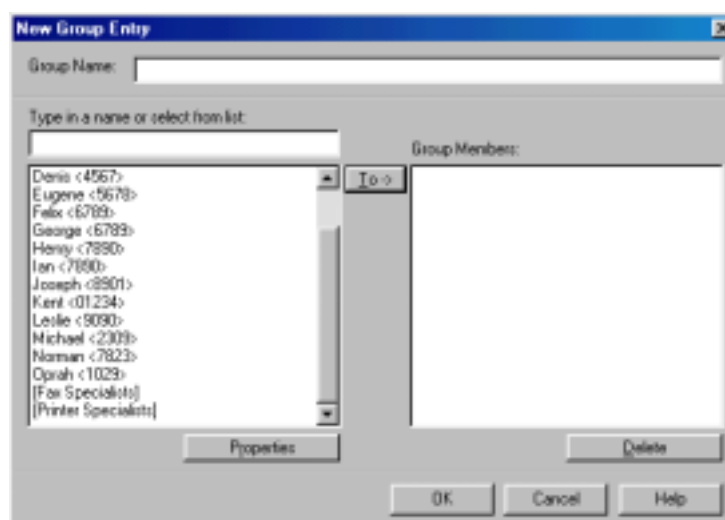 New Group Entry
Group Name:
Type in a name or select from list:
Group Members:
To ->
Denis <4567>
Eugene <5678>
Felix <6789>
George <6789>
Henry <7890>
Ian <7890>
Joseph <8901>
Kent <01234>
Leslie <9090>
Michael <2309>
Norman <7823>
Oprah <1029>
[Fax Specialists]
[Printer Specialists]
Properties
Delete
OK
Cancel
Help